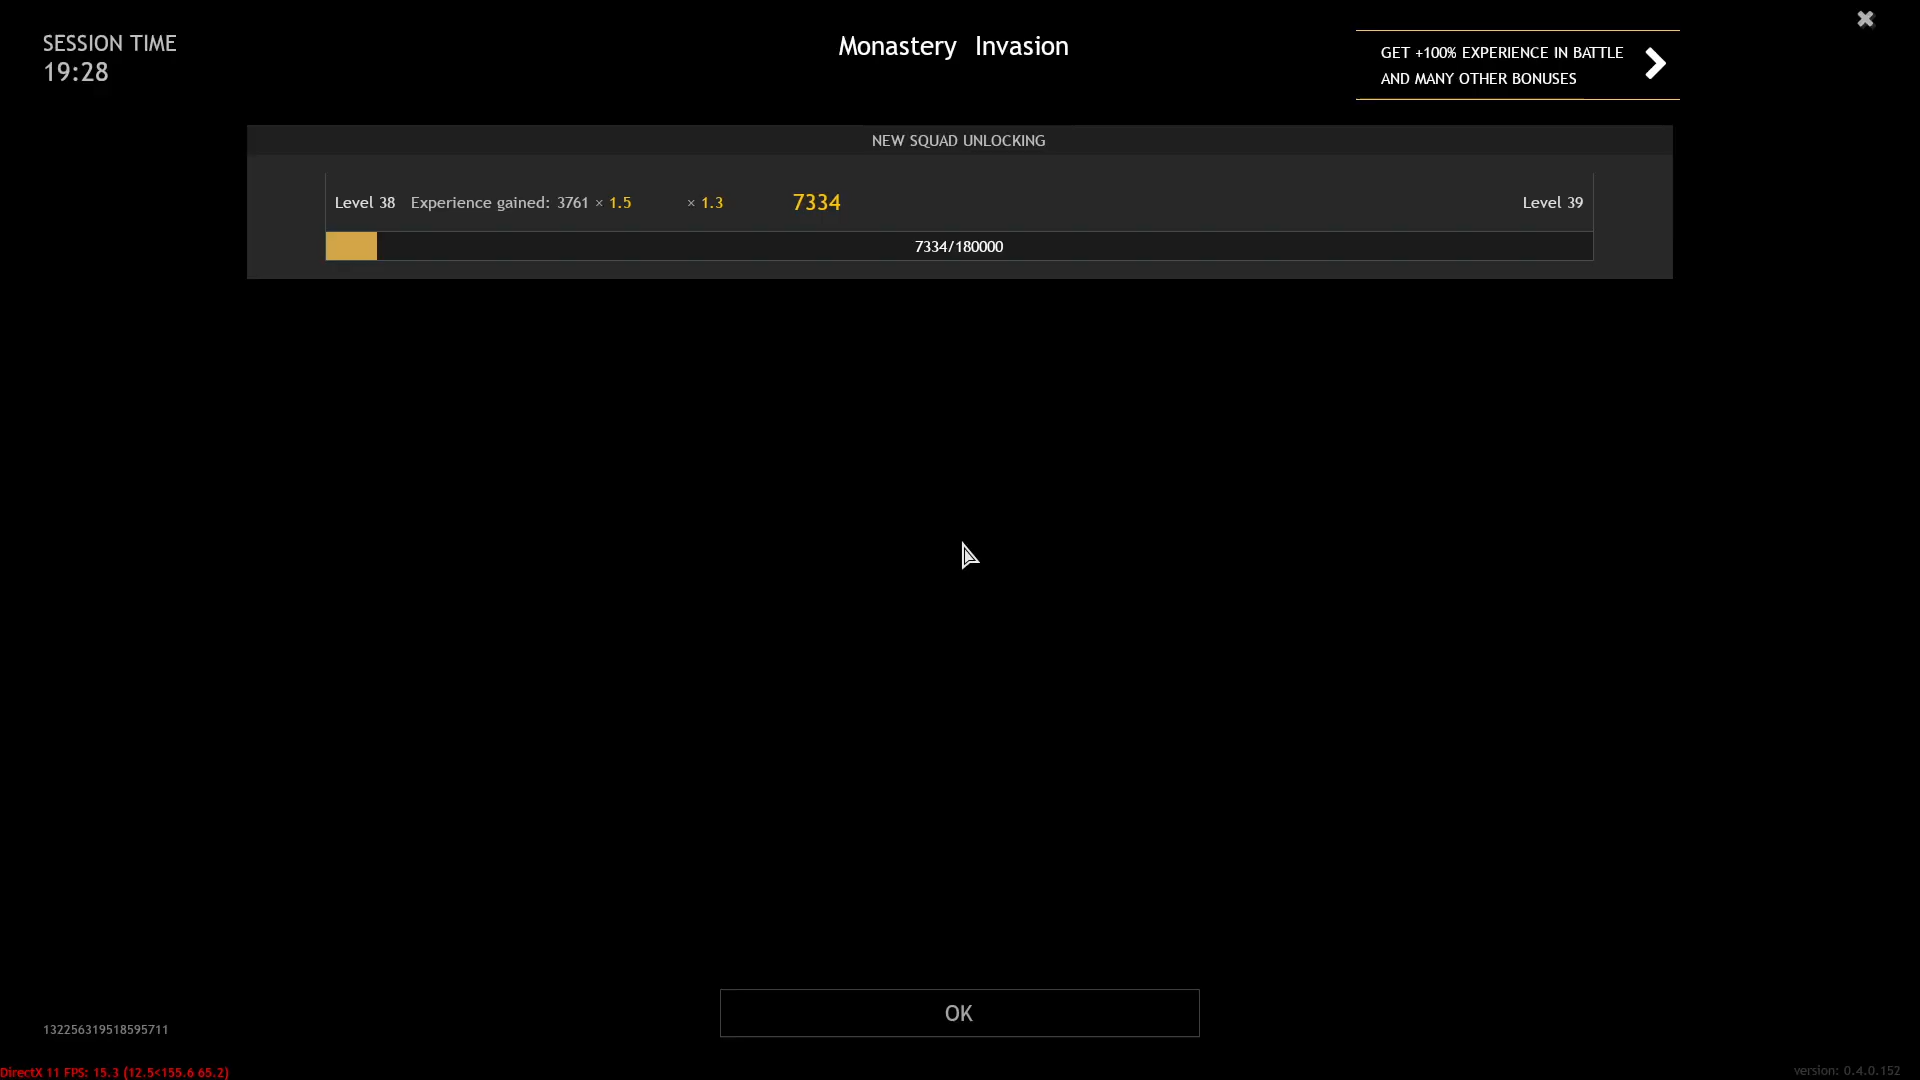 SESSION TIME
19:28
Monastery Invasion
GET +100% EXPERIENCE IN BATTLE
AND MANY OTHER BONUSES
NEW SQUAD UNLOCKING
Level 38 Experience gained: 3761 × 1.5 × 1.3 7334 Level 39
7334/180000
OK
132256319518595711
DirectX 11 FPS: 15.3 (12.5<155.6 65.2)
version: 0.4.0.152